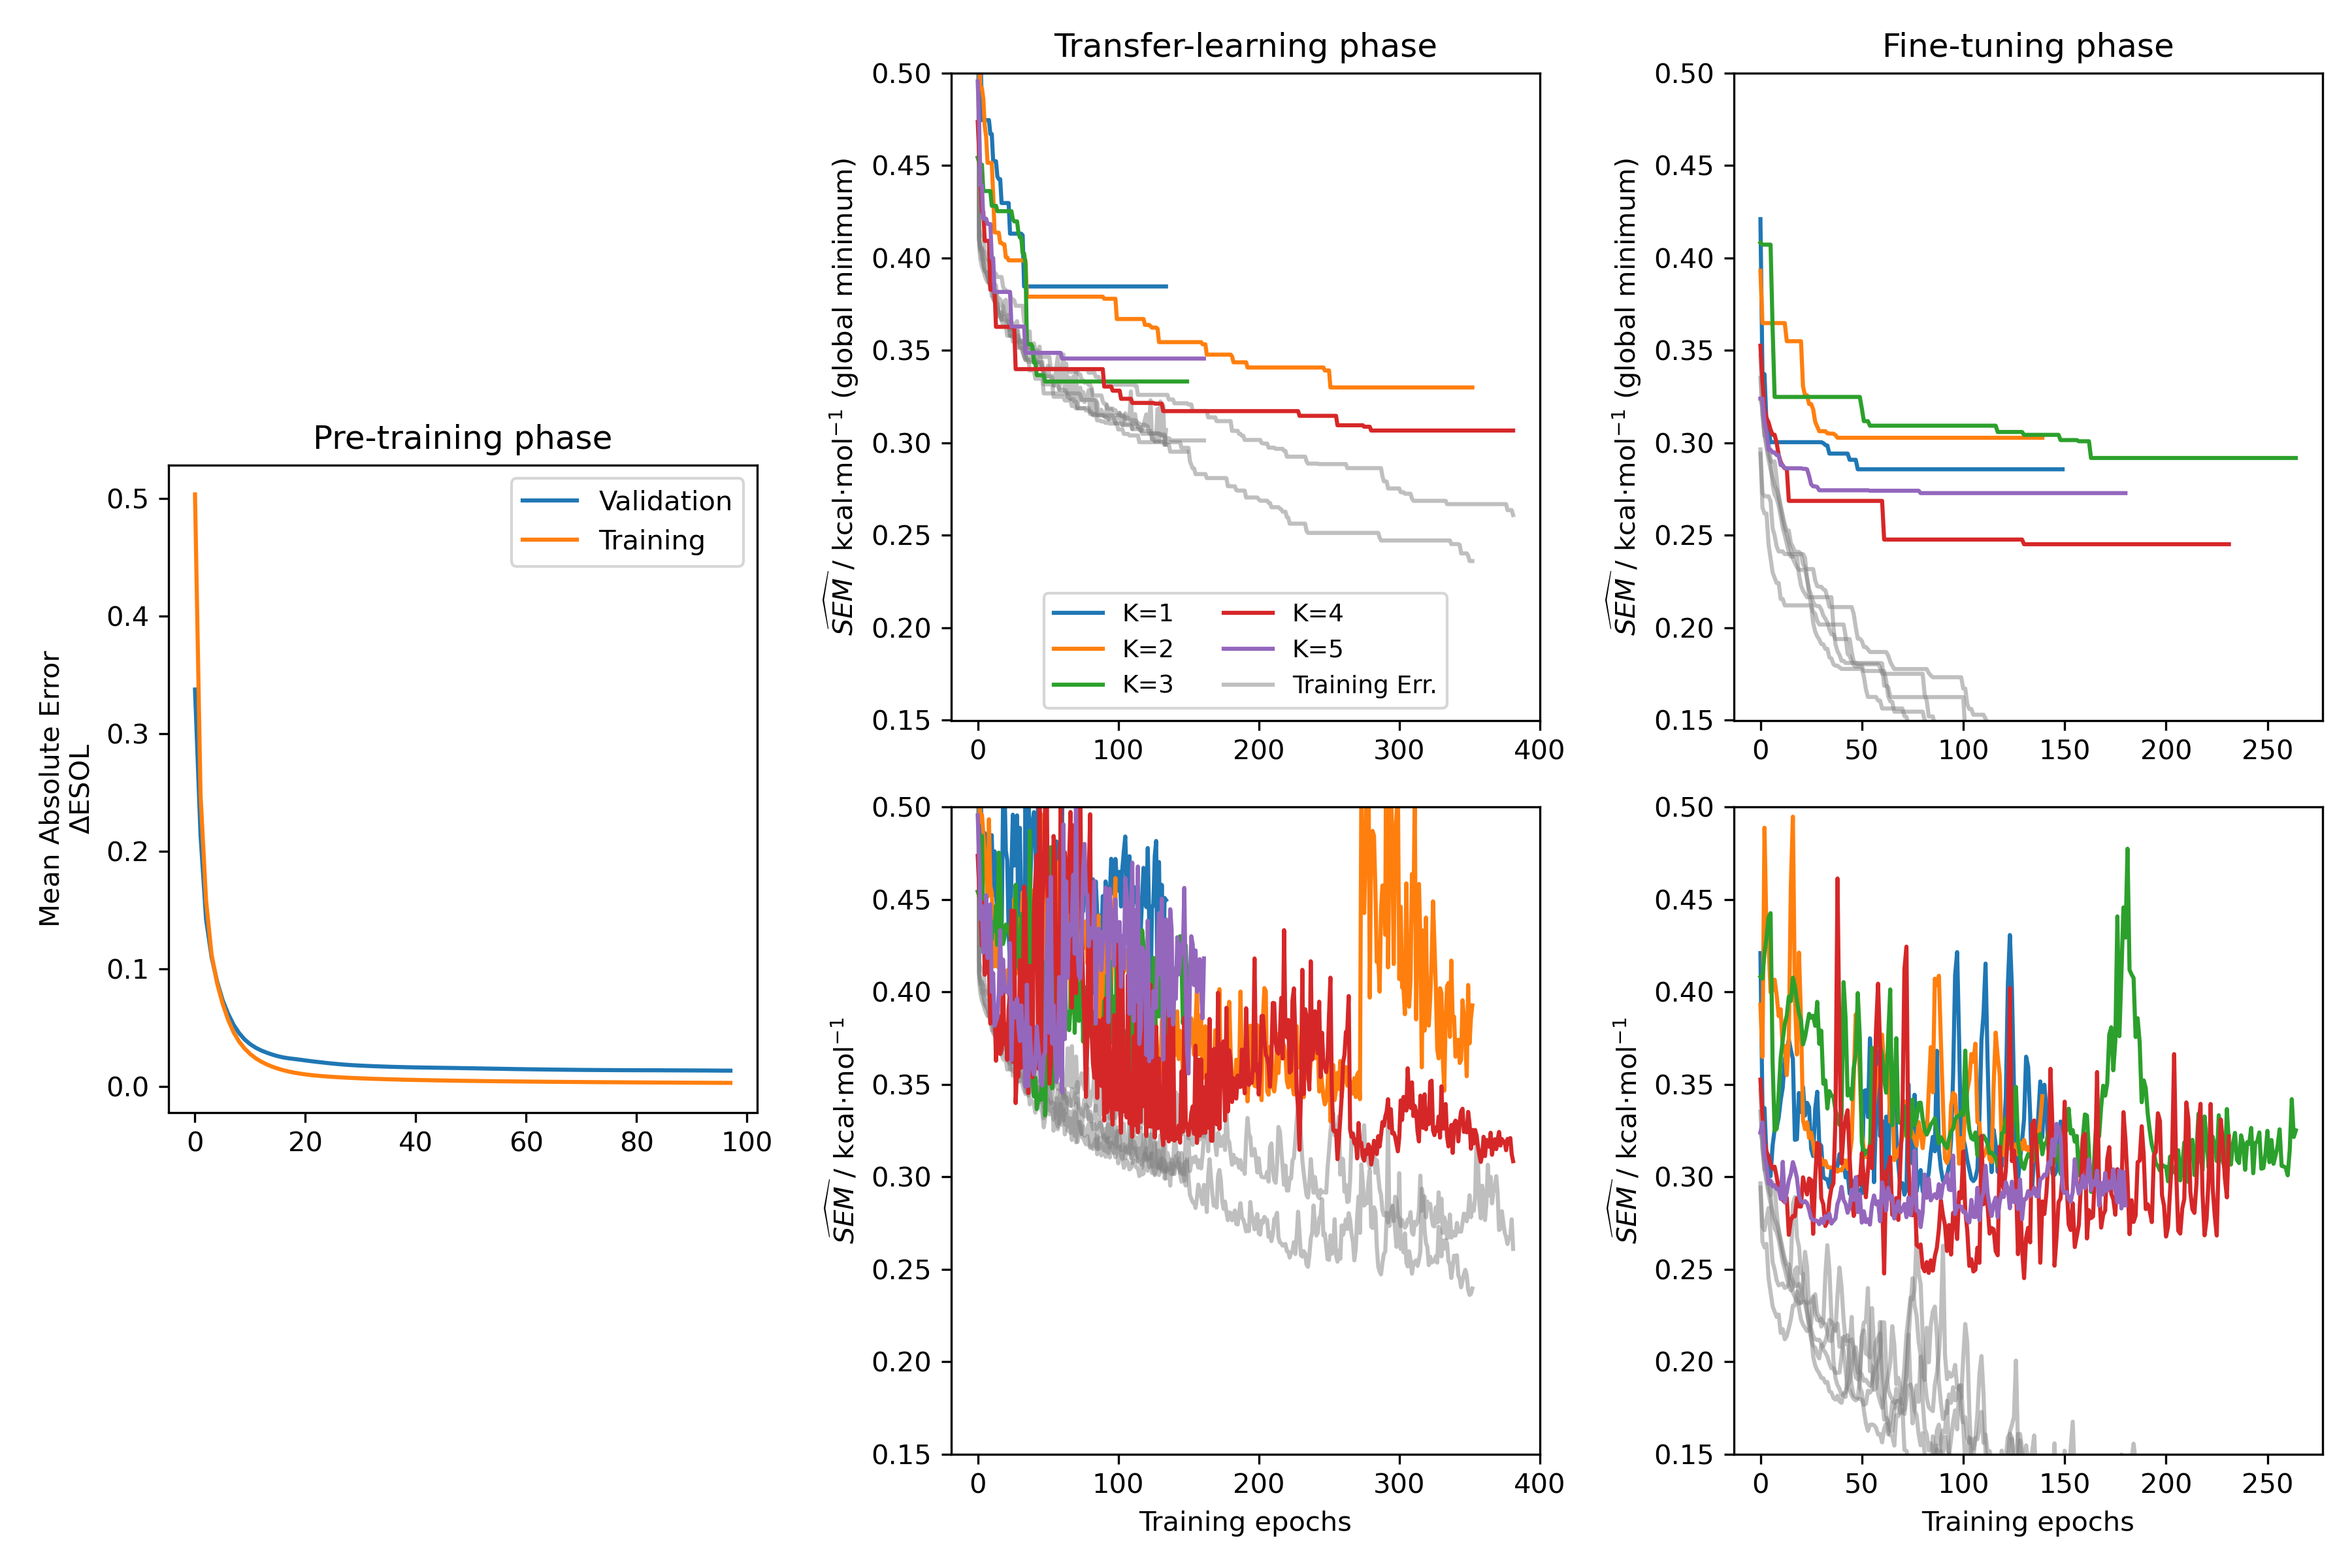 Pre-training phase
Mean Absolute Error
ΔESOL
0.5
0.4
0.3
0.2
0.1
0.0
Validation
Training
0 20 40 60 80 100
Transfer-learning phase
SEM / kcal·mol⁻¹ (global minimum)
0.50
0.45
0.40
0.35
0.30
0.25
0.20
0.15
K=1 K=4
K=2 K=5
K=3 Training Err.
0 100 200 300 400
Fine-tuning phase
SEM / kcal·mol⁻¹ (global minimum)
0.50
0.45
0.40
0.35
0.30
0.25
0.20
0.15
0 50 100 150 200 250
SEM / kcal·mol⁻¹
0.50
0.45
0.40
0.35
0.30
0.25
0.20
0.15
0 100 200 300 400
Training epochs
SEM / kcal·mol⁻¹
0.50
0.45
0.40
0.35
0.30
0.25
0.20
0.15
0 50 100 150 200 250
Training epochs